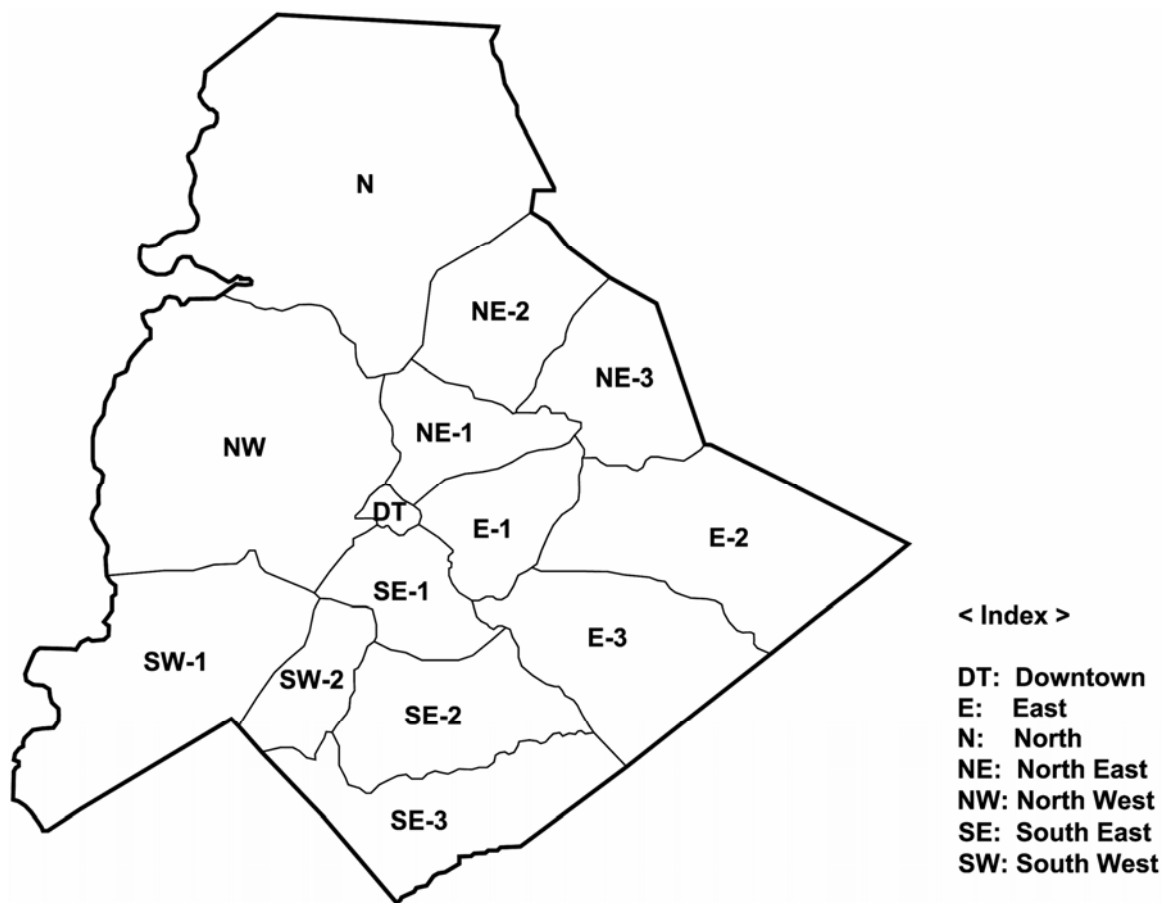 N
NE-2
NE-3
NE-1
NW
DT
E-1
E-2
SE-1
E-3
SW-1
SW-2
SE-2
SE-3
< Index >
DT: Downtown
E: East
N: North
NE: North East
NW: North West
SE: South East
SW: South West